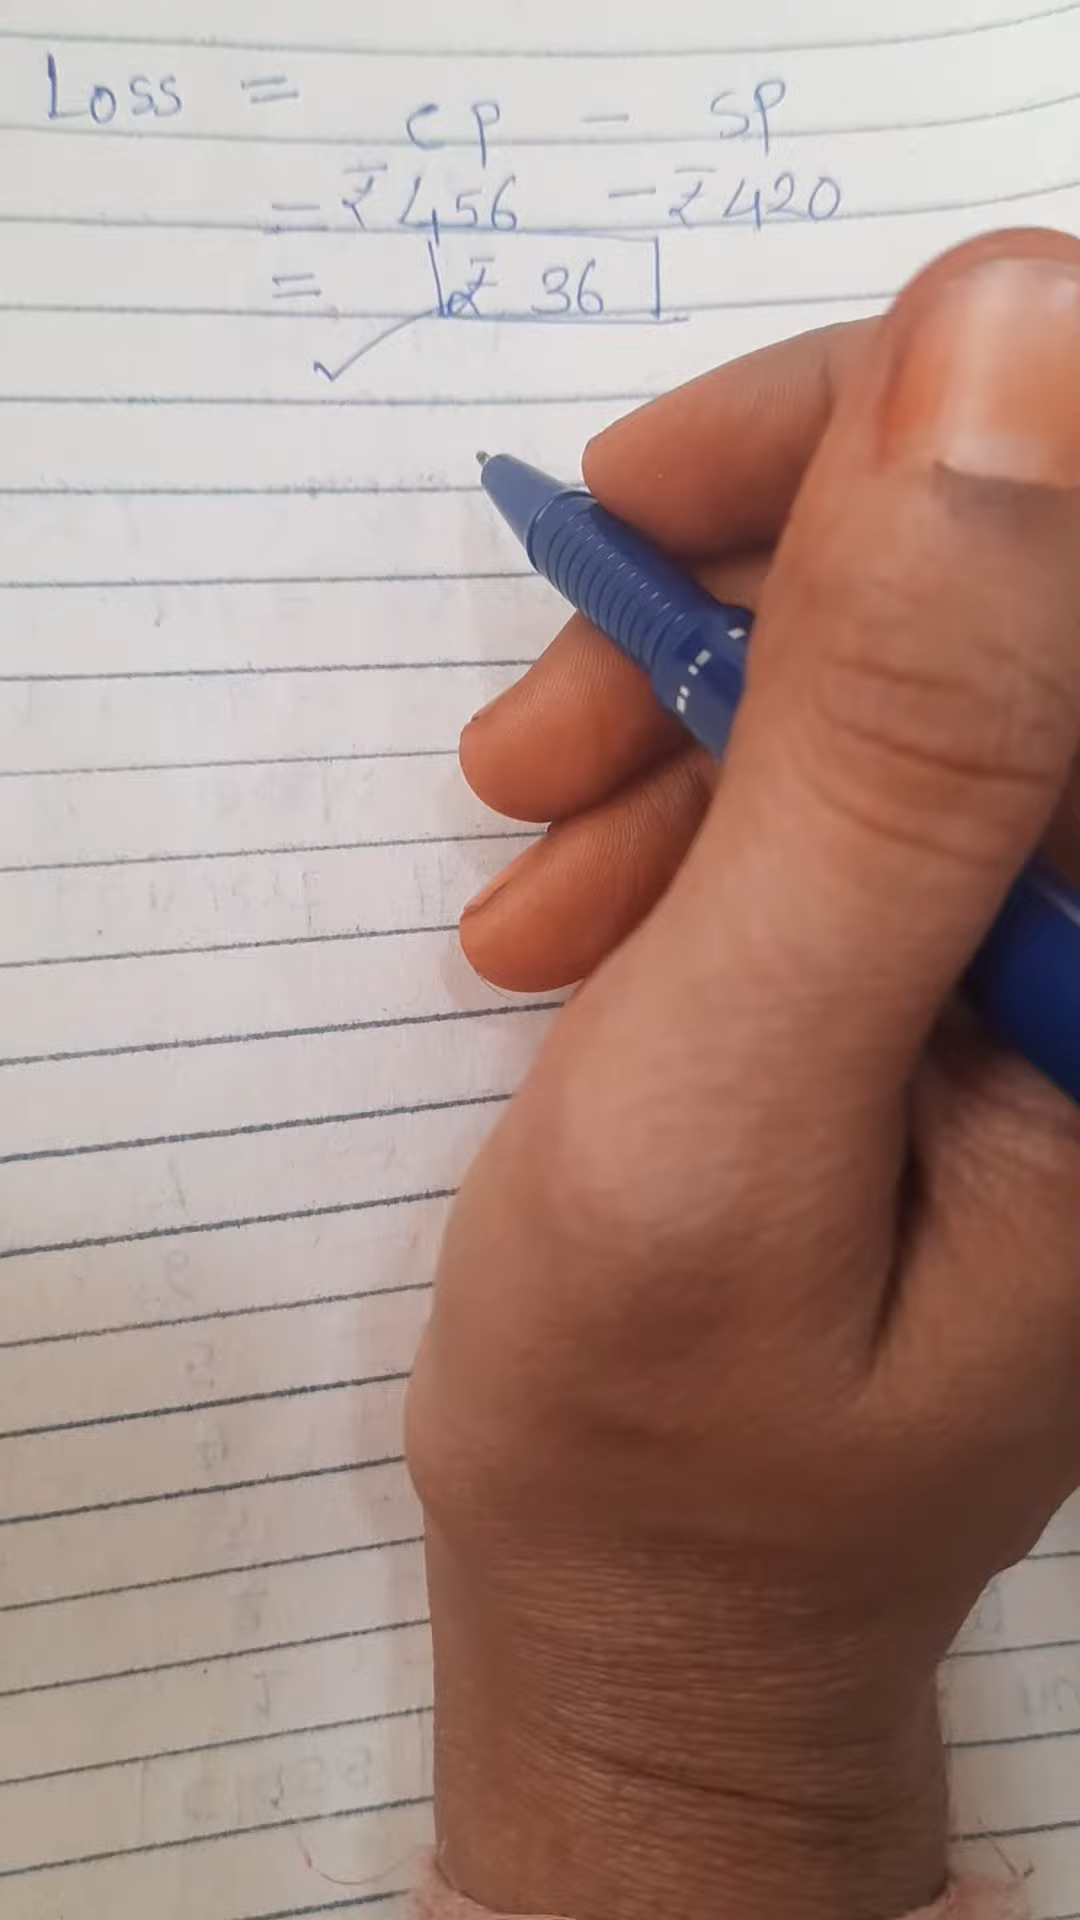 Loss = CP - SP
= ₹456 - ₹420
= ₹ 36